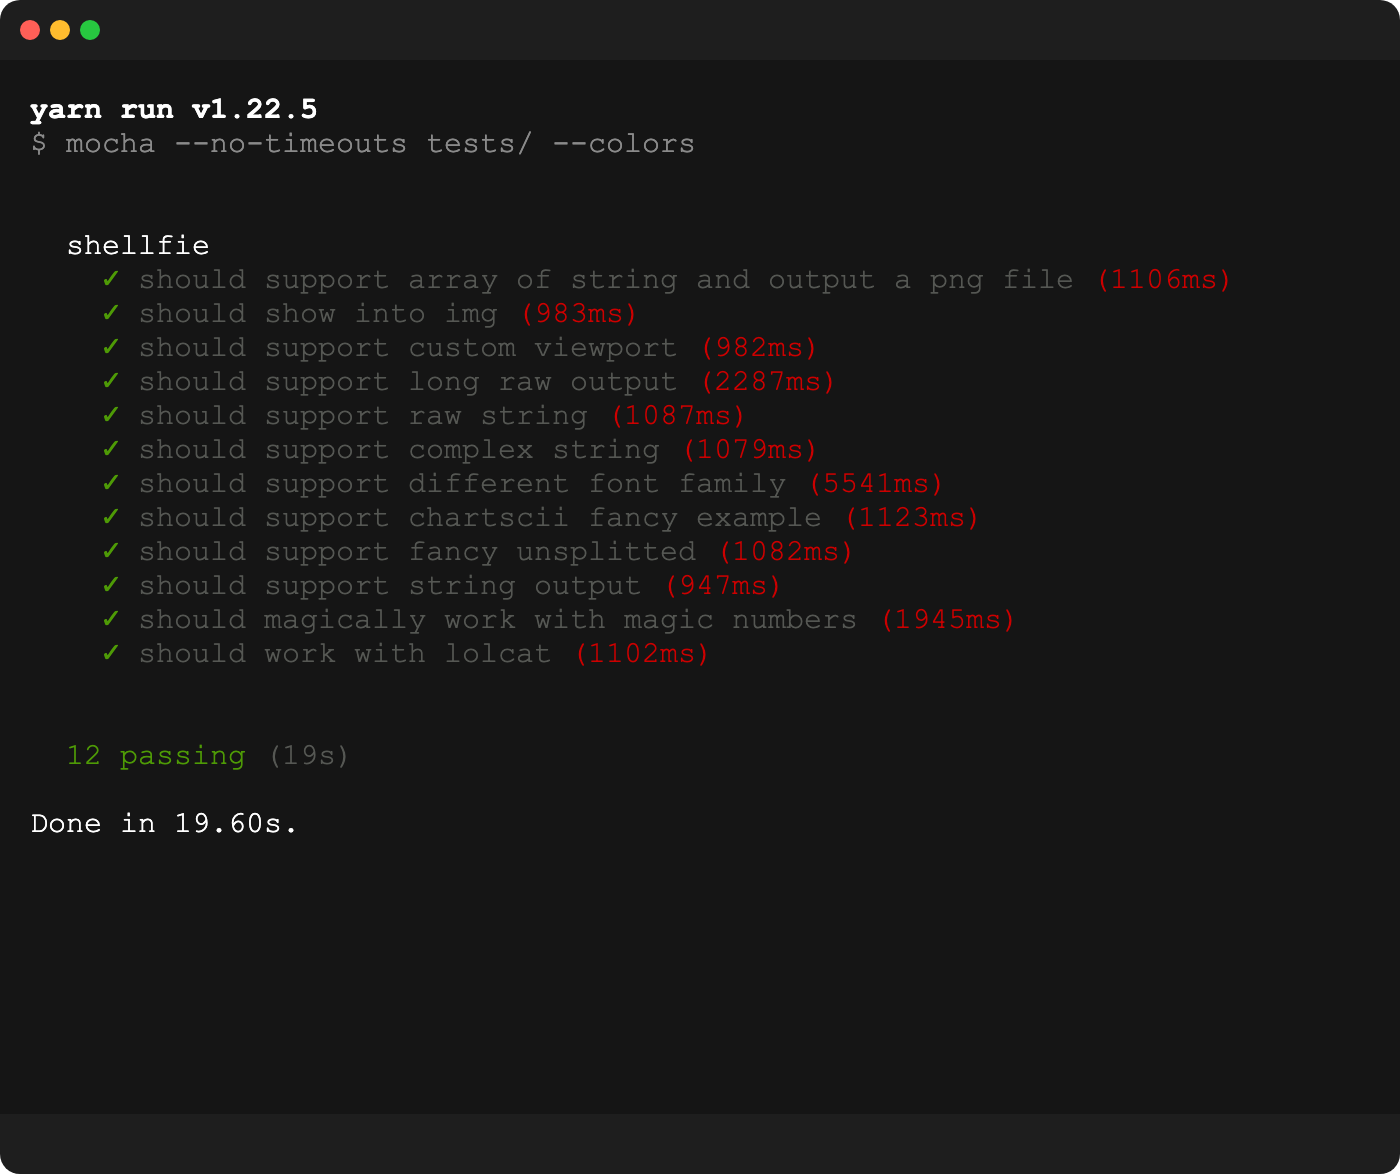 yarn run v1.22.5
$ mocha --no-timeouts tests/ --colors
shellfie
✓ should support array of string and output a png file (1106ms)
✓ should show into img (983ms)
✓ should support custom viewport (982ms)
✓ should support long raw output (2287ms)
✓ should support raw string (1087ms)
✓ should support complex string (1079ms)
✓ should support different font family (5541ms)
✓ should support chartscii fancy example (1123ms)
✓ should support fancy unsplitted (1082ms)
✓ should support string output (947ms)
✓ should magically work with magic numbers (1945ms)
✓ should work with lolcat (1102ms)
12 passing (19s)
Done in 19.60s.